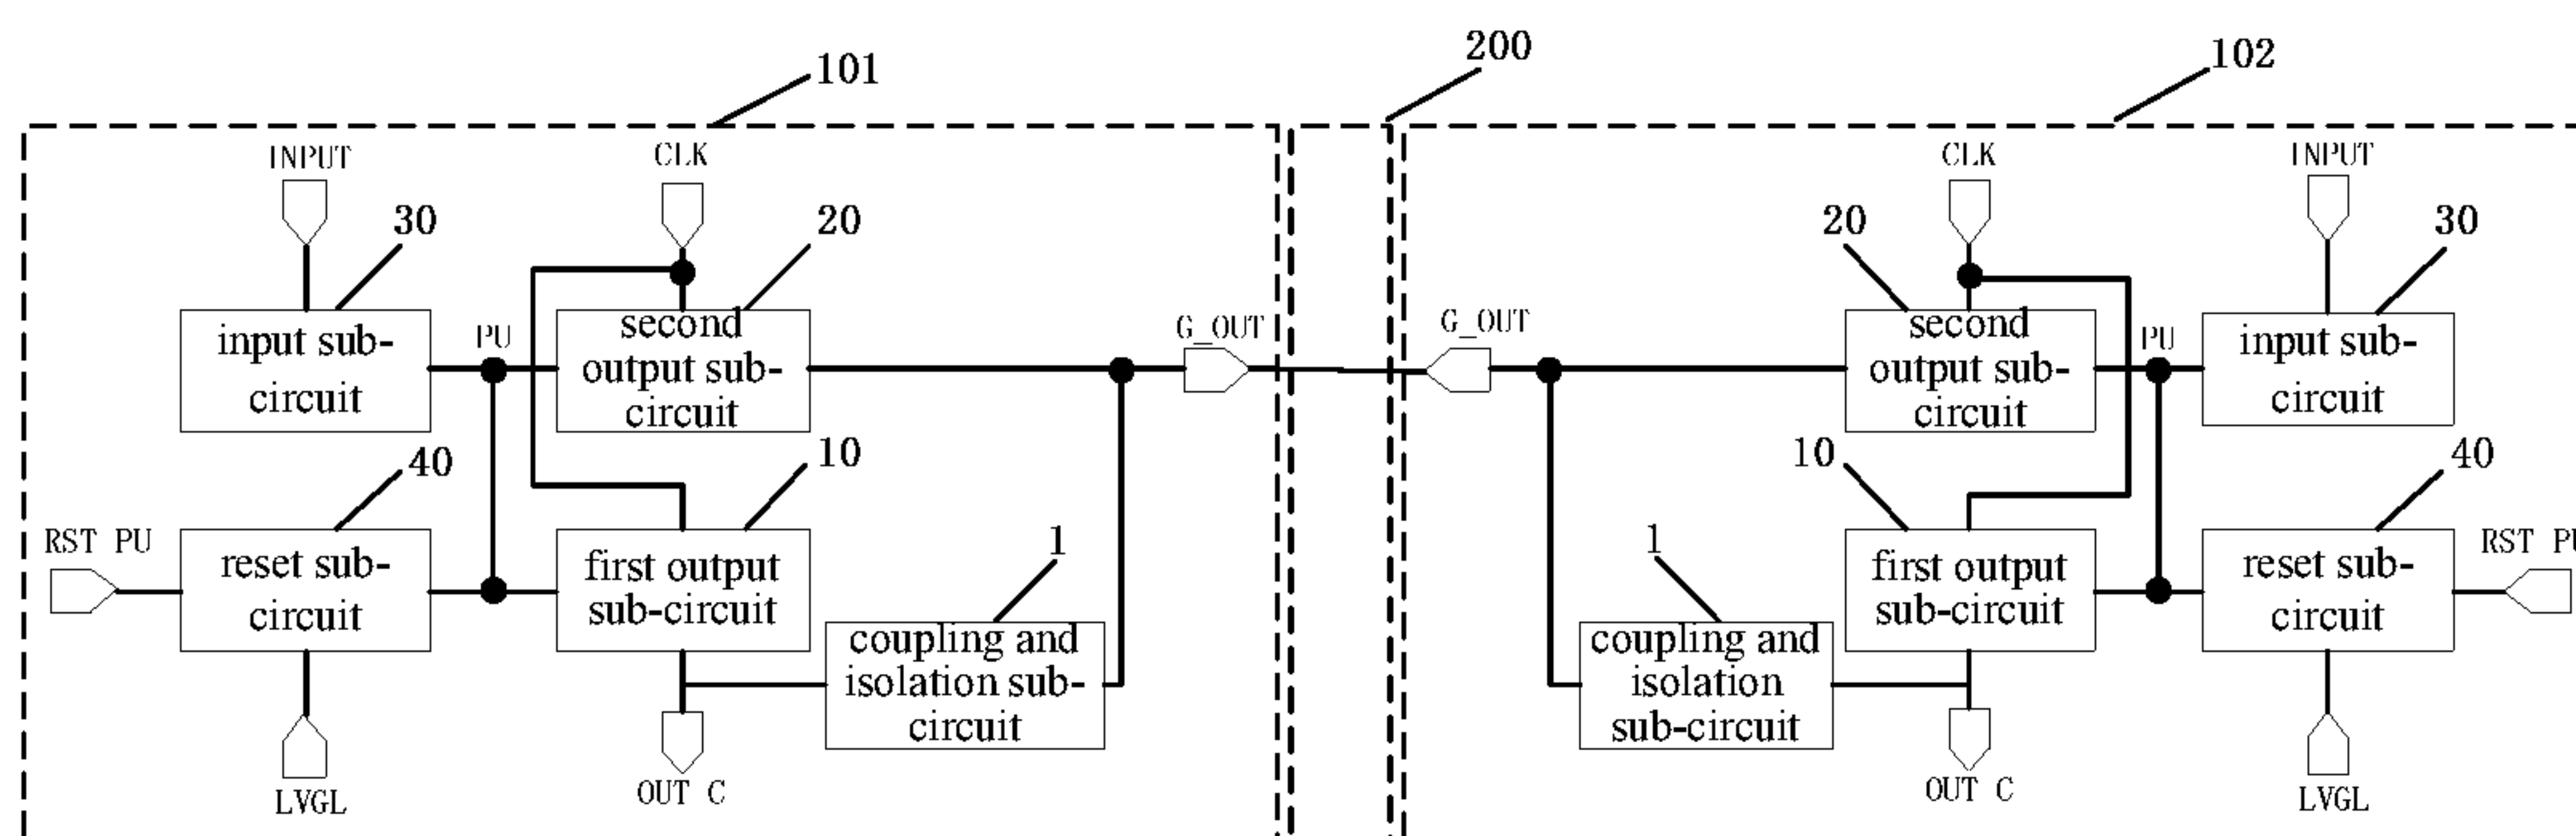 200
101
102
INPUT
CLK
CLK
INPUT
30
20
20
30
input sub-
circuit
PU
second
output sub-
circuit
G_OUT
G_OUT
second
output sub-
circuit
PU
input sub-
circuit
40
10
10
40
RST PU
reset sub-
circuit
first output
sub-circuit
1
coupling and
isolation sub-
circuit
1
coupling and
isolation
sub-circuit
first output
sub-circuit
reset sub-
circuit
RST PU
LVGL
OUT C
OUT C
LVGL